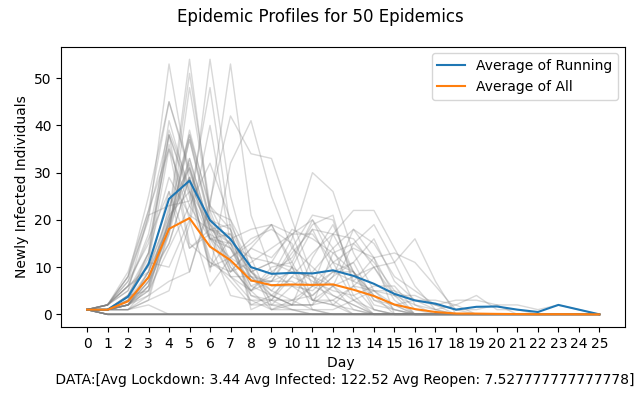 Epidemic Profiles for 50 Epidemics
Average of Running
Average of All
Newly Infected Individuals
50
40
30
20
10
0
0 1 2 3 4 5 6 7 8 9 10 11 12 13 14 15 16 17 18 19 20 21 22 23 24 25
Day
DATA:[Avg Lockdown: 3.44 Avg Infected: 122.52 Avg Reopen: 7.527777777777778]